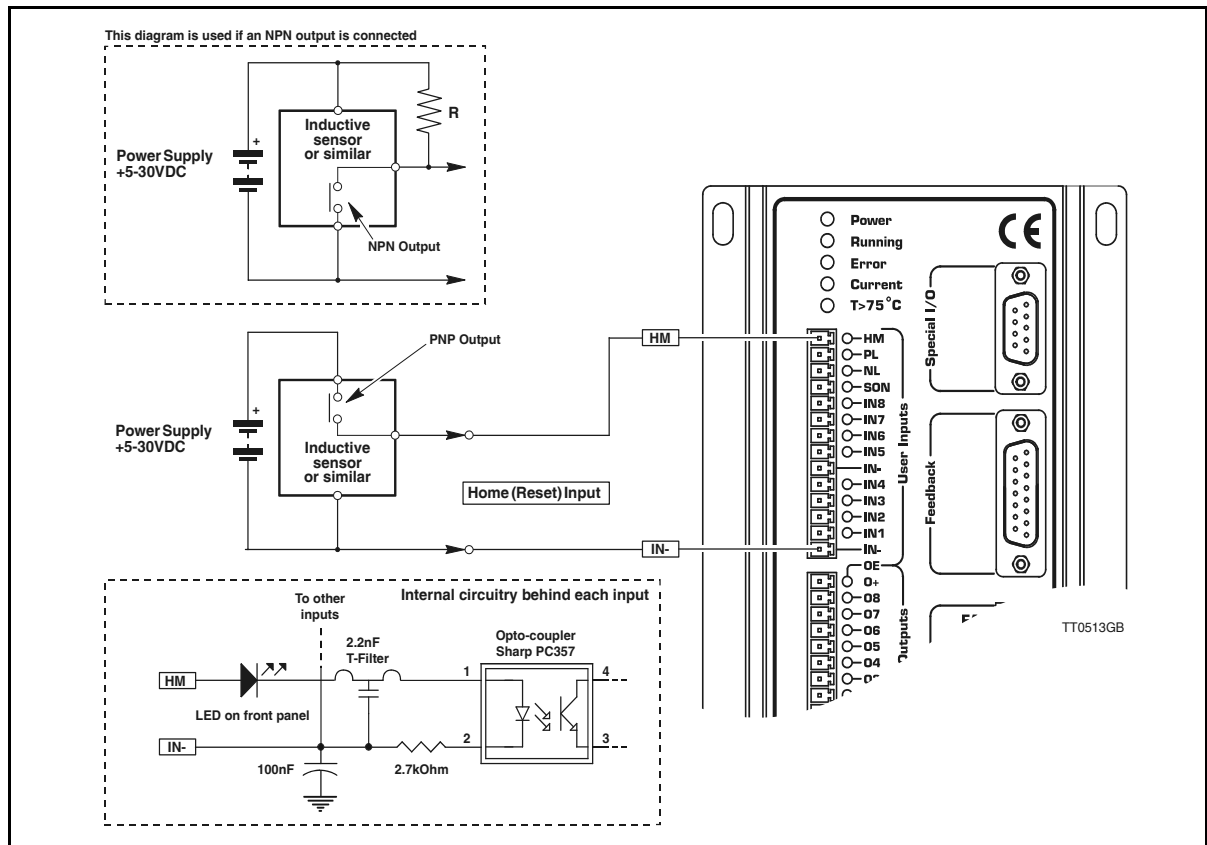 This diagram is used if an NPN output is connected
Power Supply
+5-30VDC
+
Inductive
sensor
or similar
R
NPN Output
PNP Output
Power Supply
+5-30VDC
+
Inductive
sensor
or similar
HM
Home (Reset) Input
IN-
Internal circuitry behind each input
To other
inputs
2.2nF
T-Filter
Opto-coupler
Sharp PC357
HM
LED on front panel
1
4
IN-
2
3
100nF
2.7kOhm
Power
Running
Error
Current
T>75°C
CE
HM
PL
NL
SON
IN8
IN7
IN6
IN5
IN-
IN4
IN3
IN2
IN1
IN-
OE
O+
O8
O7
O6
O5
O4
User Inputs
Special I/O
Feedback
TT0513GB